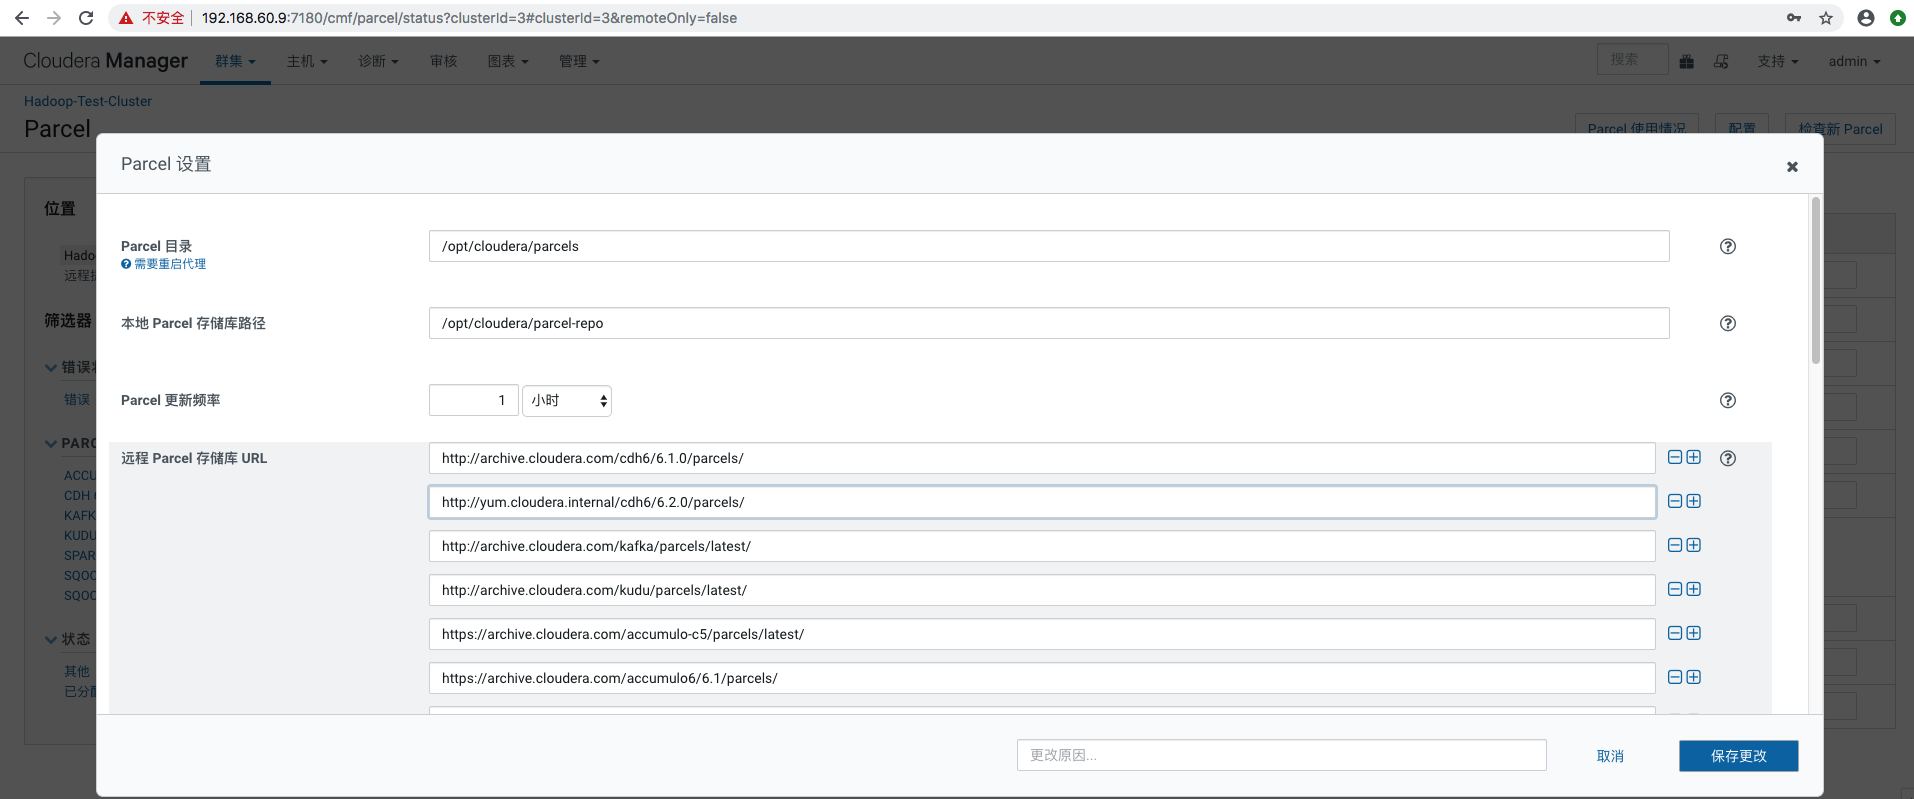 不安全
192.168.60.9:7180/cmf/parcel/status?clusterId=3#clusterId=3&remoteOnly=false
Cloudera Manager
群集
主机
诊断
审核
图表
管理
搜索
支持
admin
Hadoop-Test-Cluster
Parcel
Parcel 使用情况
配置
检查新 Parcel
Parcel 设置
位置
Hado
远程
筛选器
错误
错误
PARC
ACCU
CDH
KAFK
KUDU
SPAR
SQOO
SQOO
状态
其他
已分配
Parcel 目录
需要重启代理
/opt/cloudera/parcels
本地 Parcel 存储库路径
/opt/cloudera/parcel-repo
Parcel 更新频率
1
小时
远程 Parcel 存储库 URL
http://archive.cloudera.com/cdh6/6.1.0/parcels/
http://yum.cloudera.internal/cdh6/6.2.0/parcels/
http://archive.cloudera.com/kafka/parcels/latest/
http://archive.cloudera.com/kudu/parcels/latest/
https://archive.cloudera.com/accumulo-c5/parcels/latest/
https://archive.cloudera.com/accumulo6/6.1/parcels/
更改原因...
取消
保存更改